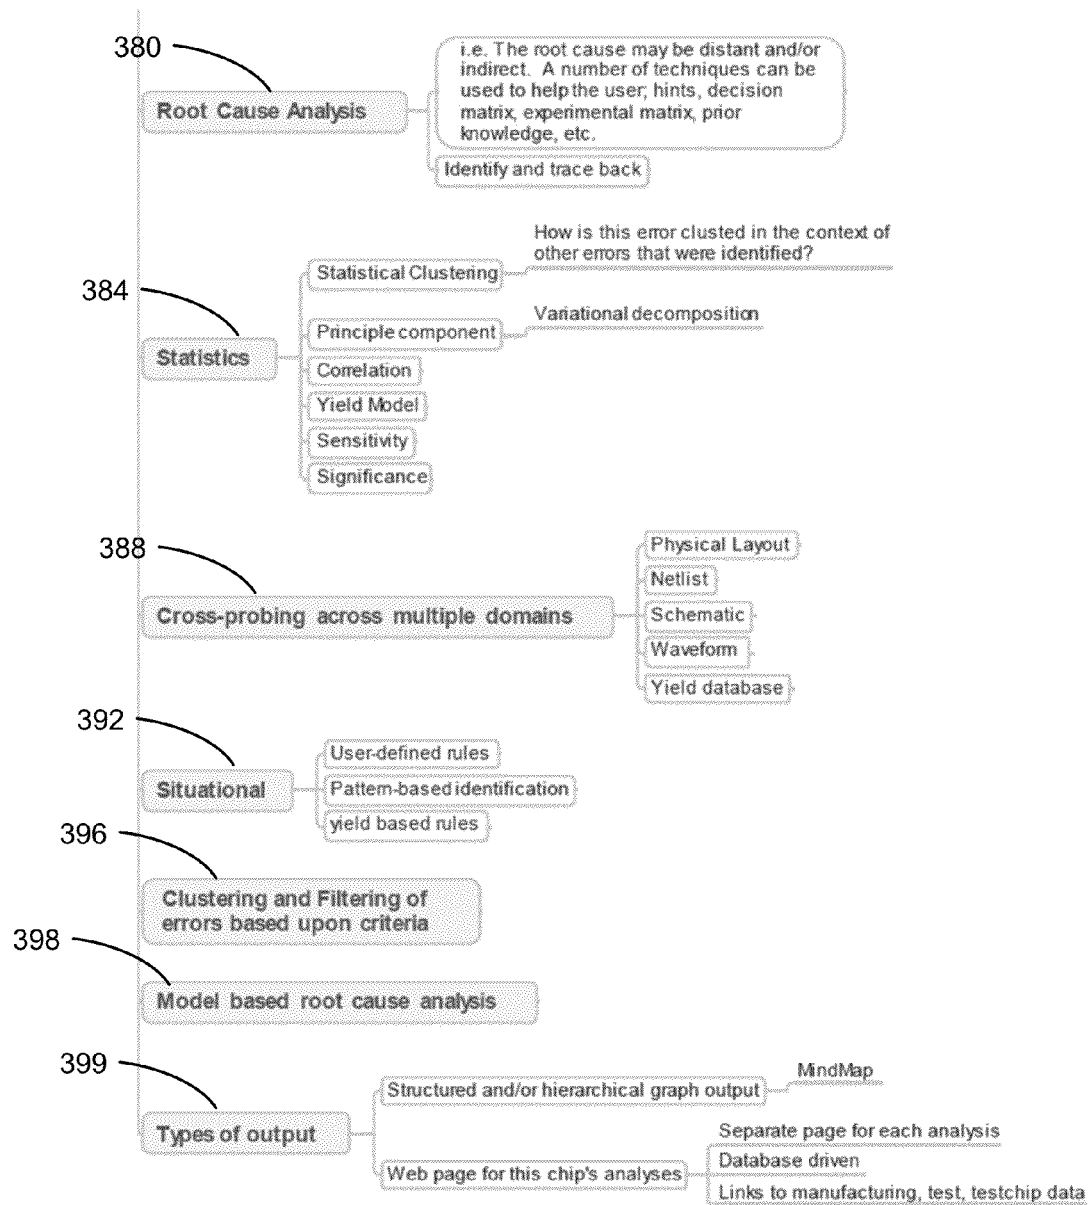 380
i.e. The root cause may be distant and/or
indirect. A number of techniques can be
used to help the user; hints, decision
matrix, experimental matrix, prior
knowledge, etc.
Root Cause Analysis
Identify and trace back
How is this error clusted in the context of
other errors that were identified?
Statistical Clustering
384
Variational decomposition
Principle component
Statistics
Correlation
Yield Model
Sensitivity
Significance
388
Physical Layout
Netlist
Cross-probing across multiple domains
Schematic
Waveform
Yield database
392
User-defined rules
Situational
Pattern-based identification
yield based rules
396
Clustering and Filtering of
errors based upon criteria
398
Model based root cause analysis
399
MindMap
Structured and/or hierarchical graph output
Types of output
Separate page for each analysis
Database driven
Web page for this chip's analyses
Links to manufacturing, test, testchip data